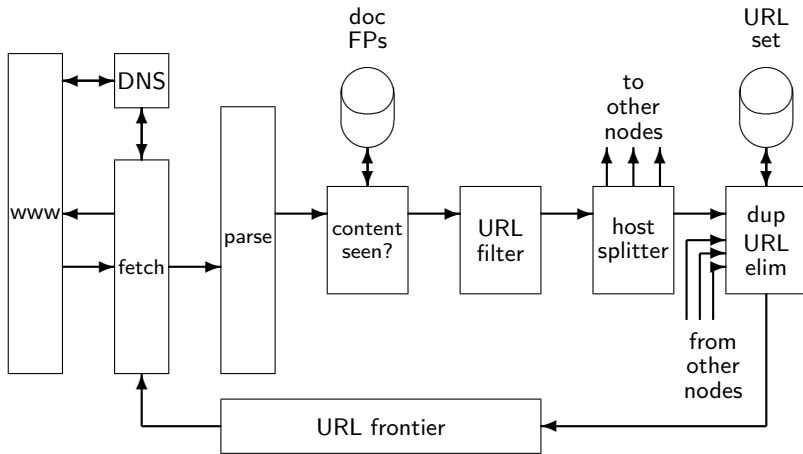 doc
FPs
URL
set
DNS
to
other
nodes
www
fetch
parse
content
seen?
URL
filter
host
splitter
dup
URL
elim
from
other
nodes
URL frontier